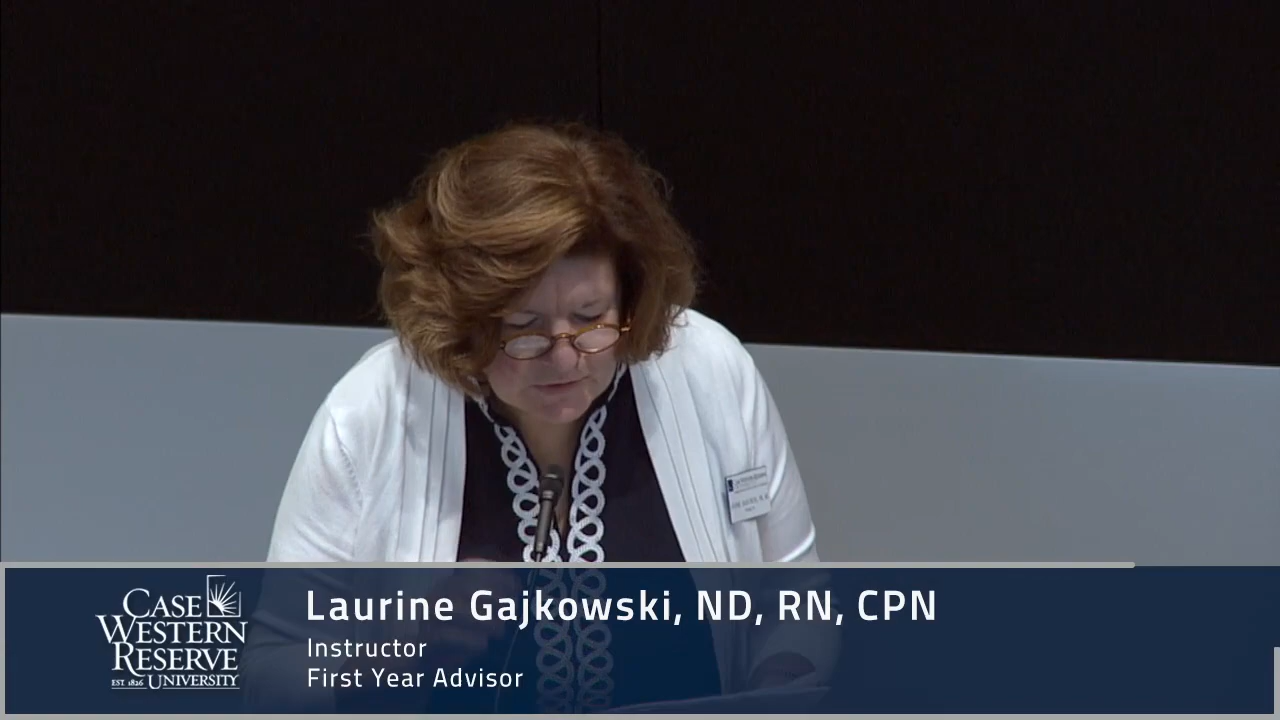 CASE
WESTERN
RESERVE
EST. 1826 UNIVERSITY
Laurine Gajkowski, ND, RN, CPN
Instructor
First Year Advisor